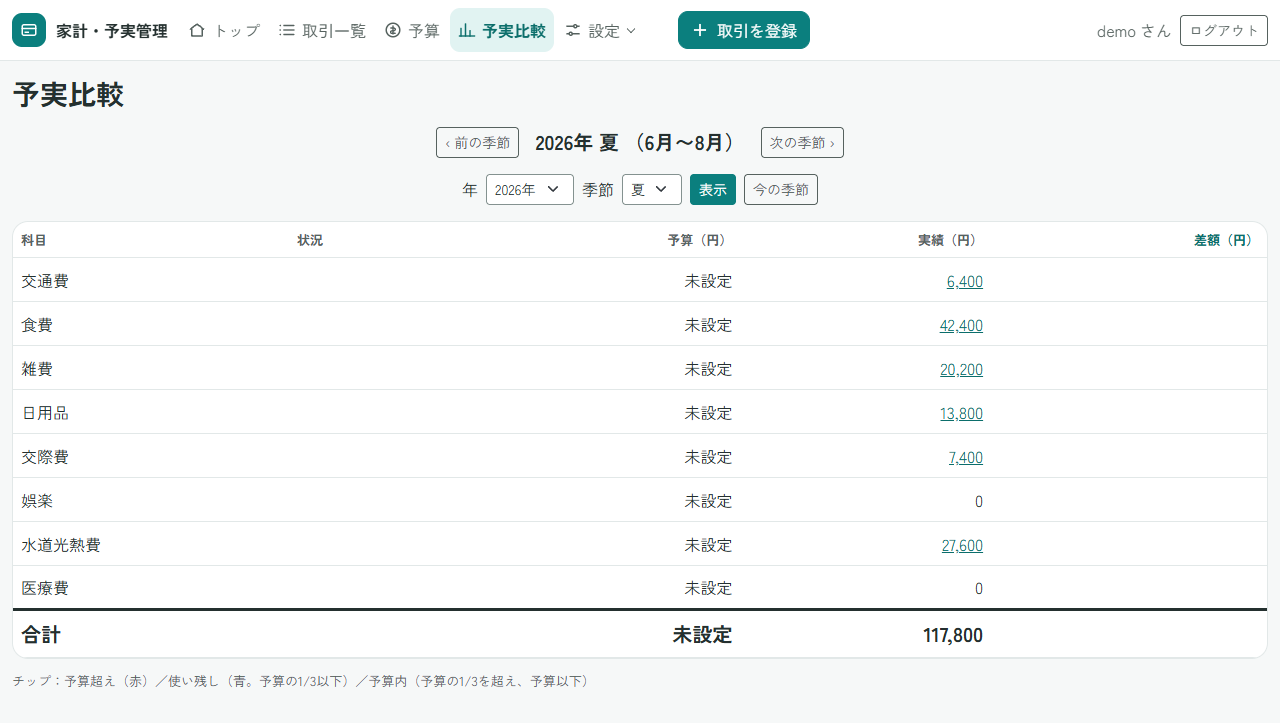 家計・予実管理 トップ 取引一覧 予算 予実比較 設定 + 取引を登録 demo さん ログアウト
予実比較
‹ 前の季節 2026年 夏 （6月〜8月） 次の季節 ›
年 2026年 季節 夏 表示 今の季節
科目 状況 予算（円） 実績（円） 差額（円）
交通費 未設定 6,400
食費 未設定 42,400
雑費 未設定 20,200
日用品 未設定 13,800
交際費 未設定 7,400
娯楽 未設定 0
水道光熱費 未設定 27,600
医療費 未設定 0
合計 未設定 117,800
チップ：予算超え（赤）／使い残し（青。予算の1/3以下）／予算内（予算の1/3を超え、予算以下）